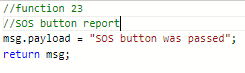 //function 23
//SOS button report
msg.payload = "SOS button was passed";
return msg;